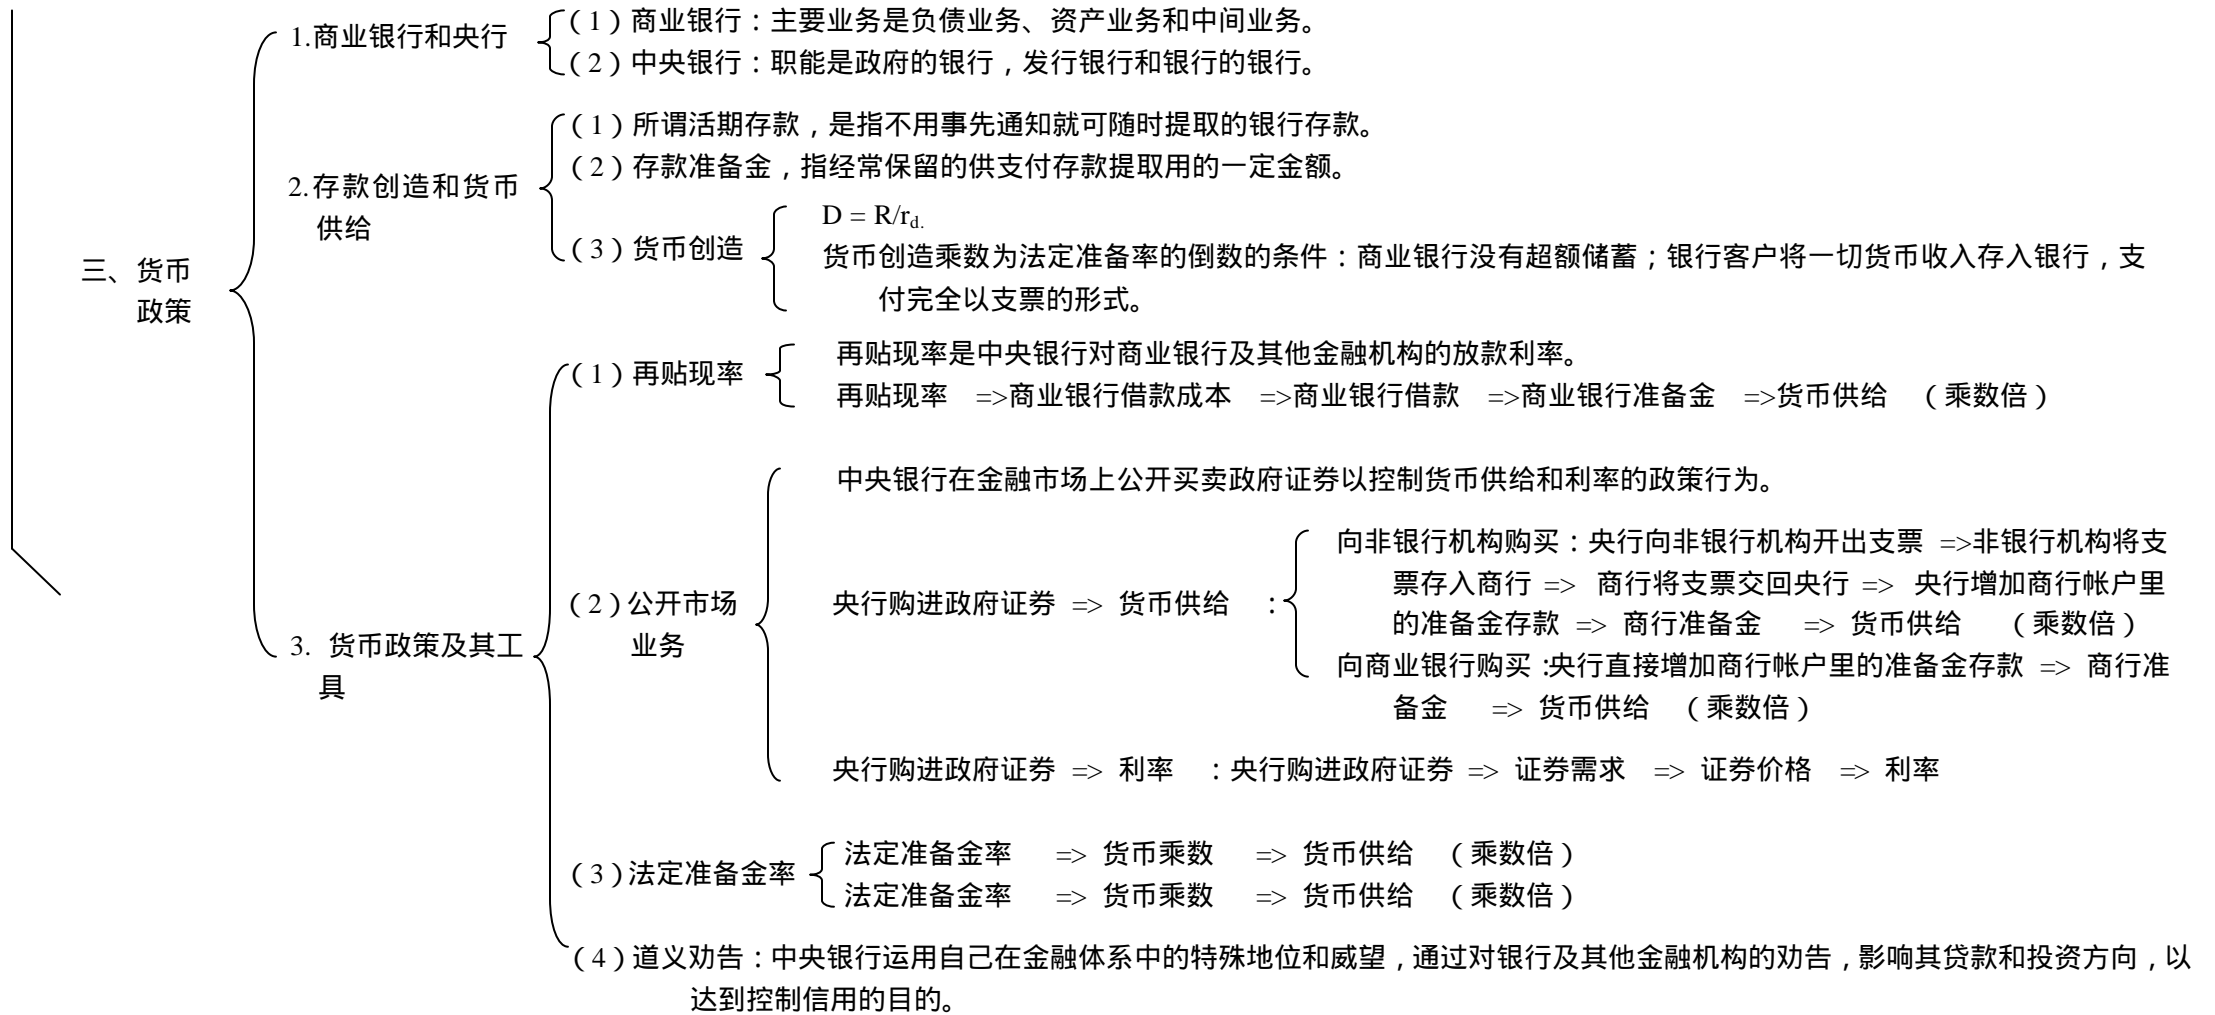 三、货币
政策
1.商业银行和央行
（1）商业银行：主要业务是负债业务、资产业务和中间业务。
（2）中央银行：职能是政府的银行，发行银行和银行的银行。
2.存款创造和货币
供给
（1）所谓活期存款，是指不用事先通知就可随时提取的银行存款。
（2）存款准备金，指经常保留的供支付存款提取用的一定金额。
（3）货币创造
D = R/rd.
货币创造乘数为法定准备率的倒数的条件：商业银行没有超额储蓄；银行客户将一切货币收入存入银行，支
付完全以支票的形式。
3. 货币政策及其工
具
（1）再贴现率
再贴现率是中央银行对商业银行及其他金融机构的放款利率。
再贴现率 =>商业银行借款成本 =>商业银行借款 =>商业银行准备金 =>货币供给 （乘数倍）
（2）公开市场
业务
中央银行在金融市场上公开买卖政府证券以控制货币供给和利率的政策行为。
央行购进政府证券 => 货币供给 ：
向非银行机构购买：央行向非银行机构开出支票 =>非银行机构将支
票存入商行 => 商行将支票交回央行 => 央行增加商行帐户里
的准备金存款 => 商行准备金 => 货币供给 （乘数倍）
向商业银行购买：央行直接增加商行帐户里的准备金存款 => 商行准
备金 => 货币供给 （乘数倍）
央行购进政府证券 => 利率 ：央行购进政府证券 => 证券需求 => 证券价格 => 利率
（3）法定准备金率
法定准备金率 => 货币乘数 => 货币供给 （乘数倍）
法定准备金率 => 货币乘数 => 货币供给 （乘数倍）
（4）道义劝告：中央银行运用自己在金融体系中的特殊地位和威望，通过对银行及其他金融机构的劝告，影响其贷款和投资方向，以
达到控制信用的目的。